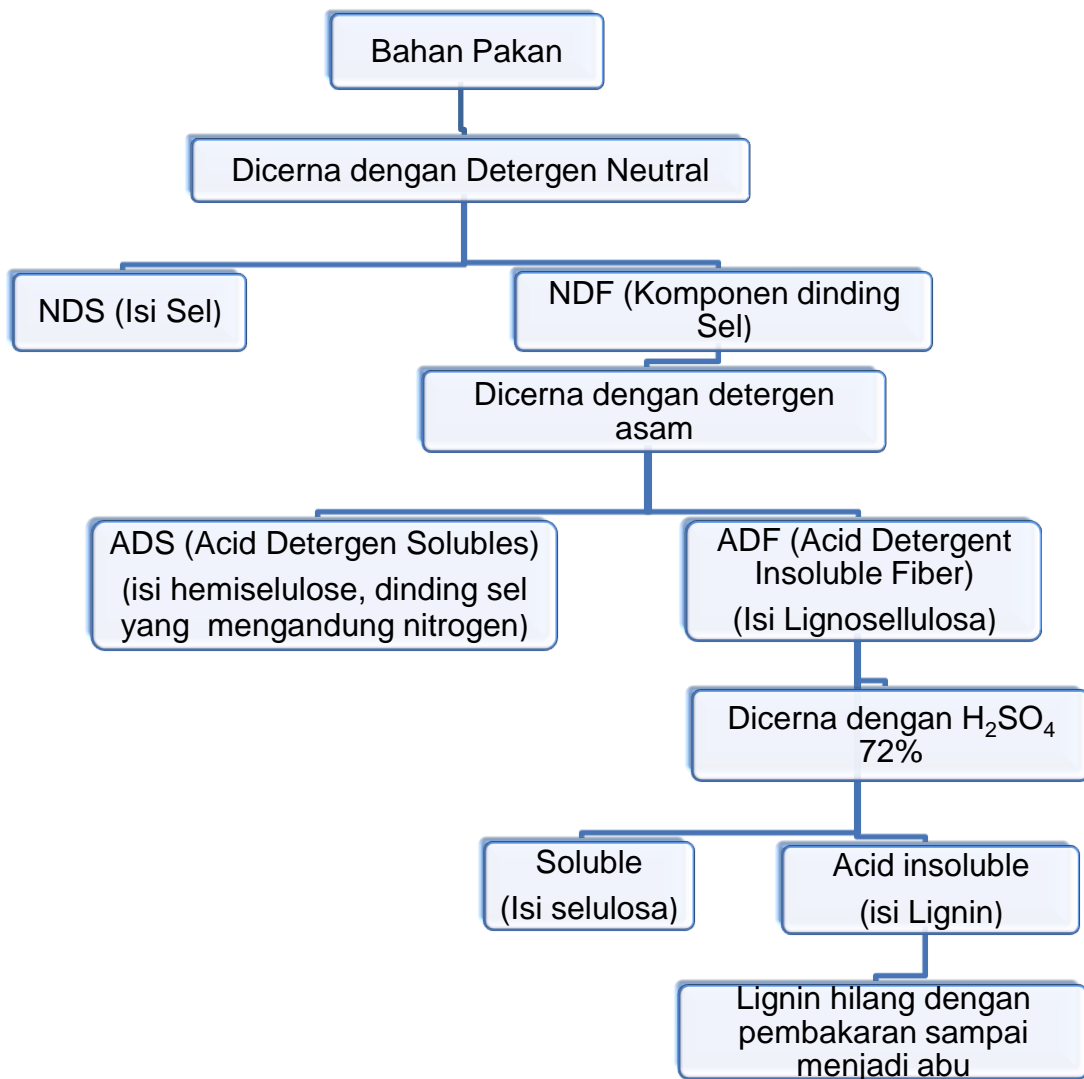 Bahan Pakan
Dicerna dengan Detergen Neutral
NDS (Isi Sel)
NDF (Komponen dinding
Sel)
Dicerna dengan detergen
asam
ADS (Acid Detergen Solubles)
(isi hemiselulose, dinding sel
yang mengandung nitrogen)
ADF (Acid Detergent
Insoluble Fiber)
(Isi Lignosellulosa)
Dicerna dengan H₂SO₄
72%
Soluble
(Isi selulosa)
Acid insoluble
(isi Lignin)
Lignin hilang dengan
pembakaran sampai
menjadi abu